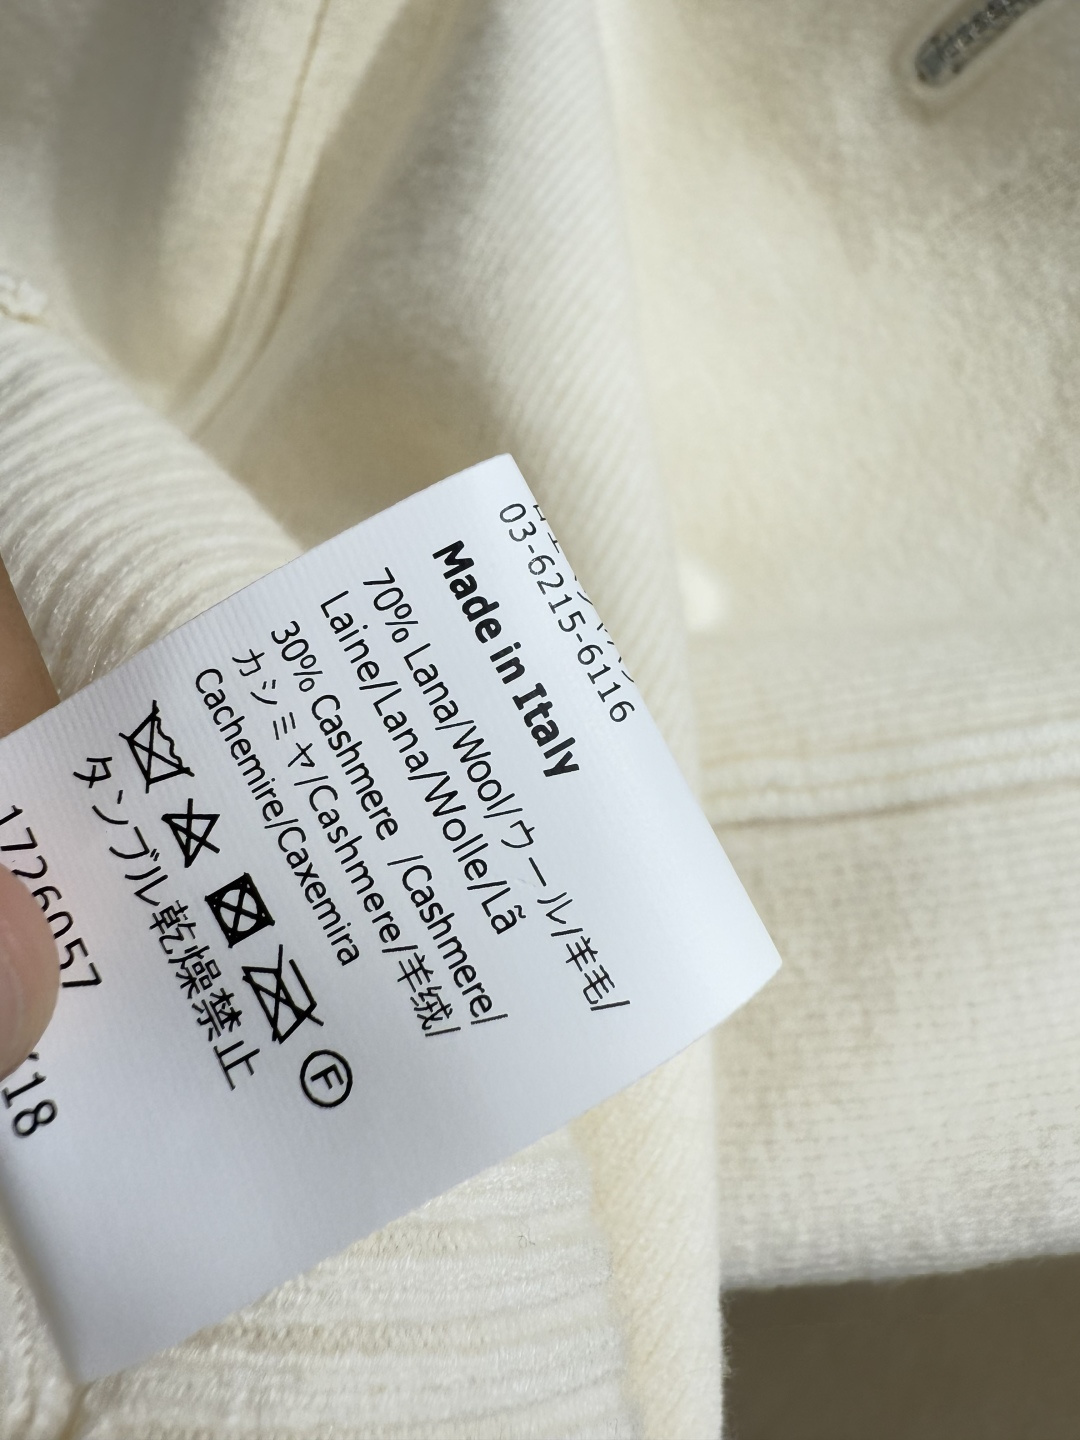 03-6215-6116
Made in Italy
70% Lana/Wool/ウール/羊毛/
Laine/Lana/Wolle/Lã
30% Cashmere /Cashmere/
カシミヤ/Cashmere/羊绒/
Cachemire/Caxemira
F
タンブル乾燥禁止
1726057
/18